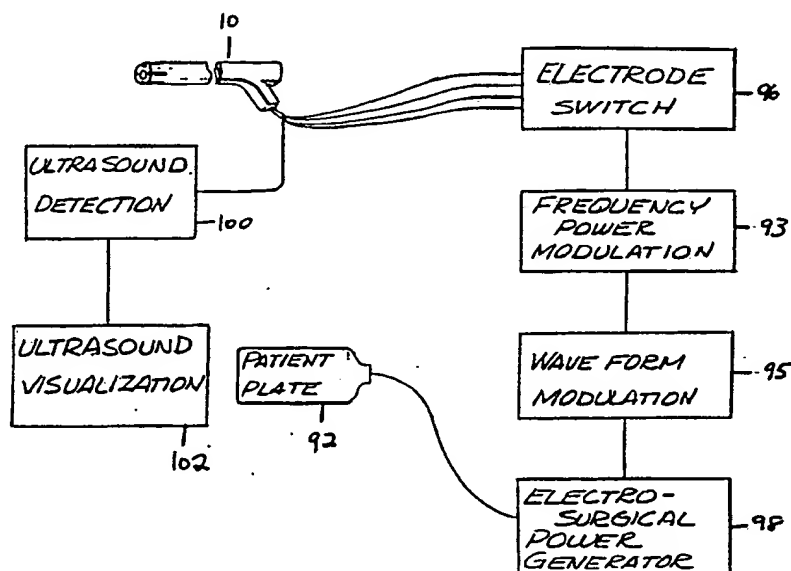 10
ELECTRODE
SWITCH
96
ULTRASOUND.
DETECTION
100
FREQUENCY
POWER
MODULATION
93
ULTRASOUND
VISUALIZATION
102
PATIENT
PLATE
92
WAVE FORM
MODULATION
95
ELECTRO-
SURGICAL
POWER
GENERATOR
98